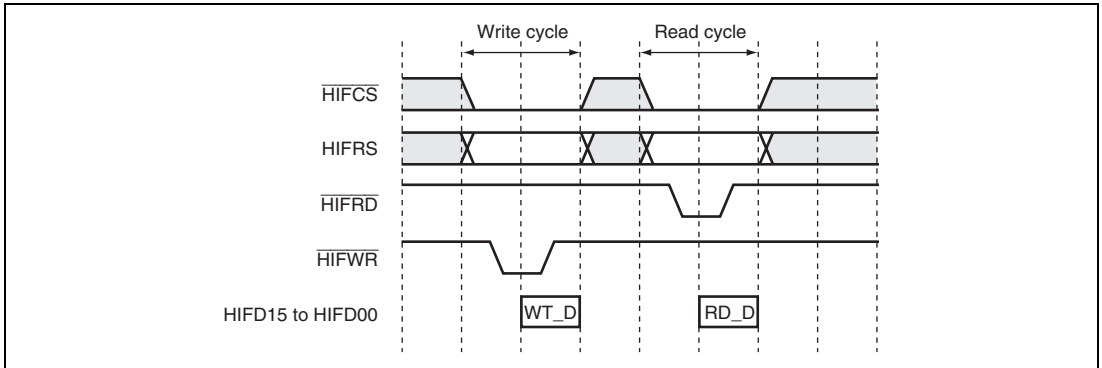 Write cycle Read cycle
HIFCS
HIFRS
HIFRD
HIFWR
HIFD15 to HIFD00 WT_D RD_D